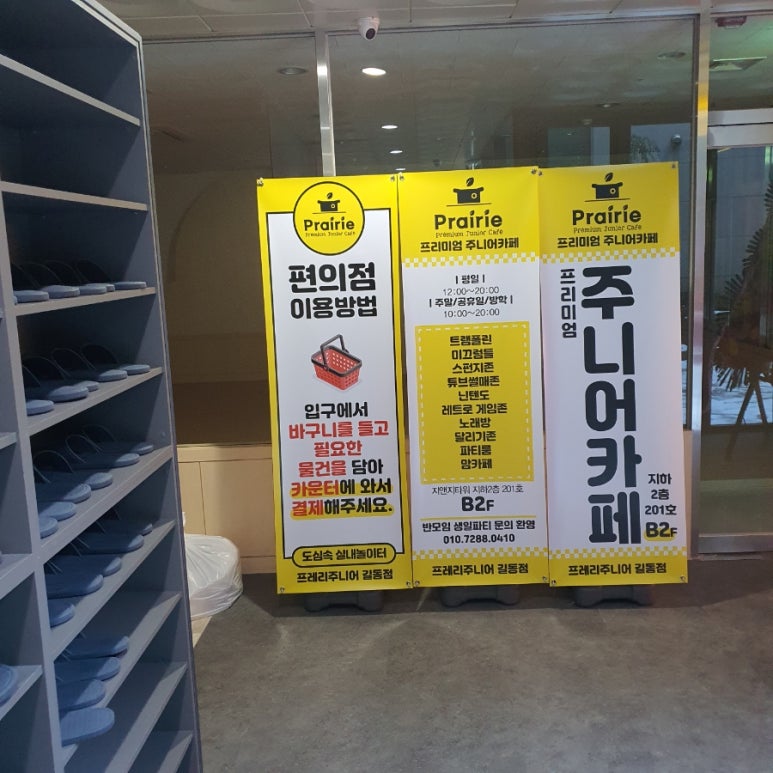 Prairie
Premium Junior Cafe
편의점
이용방법
입구에서
바구니를 들고
필요한
물건을 담아
카운터에 와서
결제해주세요.
도심속 실내놀이터
프레리주니어 길동점
Prairie
Premium Junior Cafe
프리미엄 주니어카페
| 평일 |
12:00~20:00
| 주말/공휴일/방학 |
10:00~20:00
트램폴린
미끄럼틀
스펀지존
튜브썰매존
닌텐도
레트로 게임존
노래방
달리기존
파티룸
맘카페
지앤지타워 지하2층 201호
B2F
반모임 생일파티 문의 환영
010.7288.0410
프레리주니어 길동점
Prairie
Premium Junior Cafe
프리미엄 주니어카페
프리미엄
주니어카페
지하
2층
201호
B2F
프레리주니어 길동점